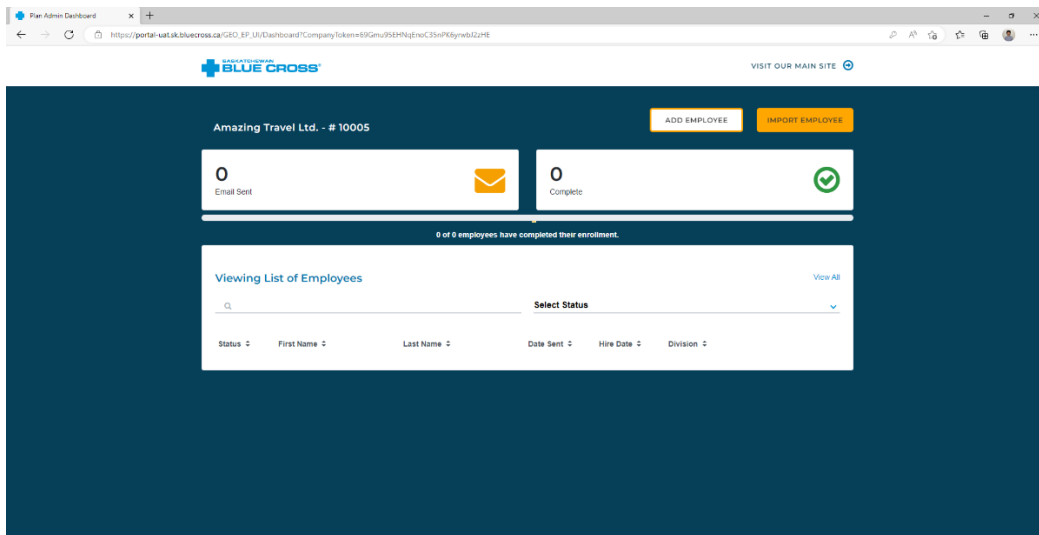 Plan Admin Dashboard
https://portal-uat.sk.bluecross.ca/GEO_EP_UI/Dashboard?CompanyToken=69Gmu95EHNqEnoC35nPK6yrwbJ2zHE
SASKATCHEWAN
BLUE CROSS®
VISIT OUR MAIN SITE
Amazing Travel Ltd. - # 10005
ADD EMPLOYEE
IMPORT EMPLOYEE
0
Email Sent
0
Complete
0 of 0 employees have completed their enrollment.
Viewing List of Employees
View All
Select Status
Status First Name Last Name Date Sent Hire Date Division